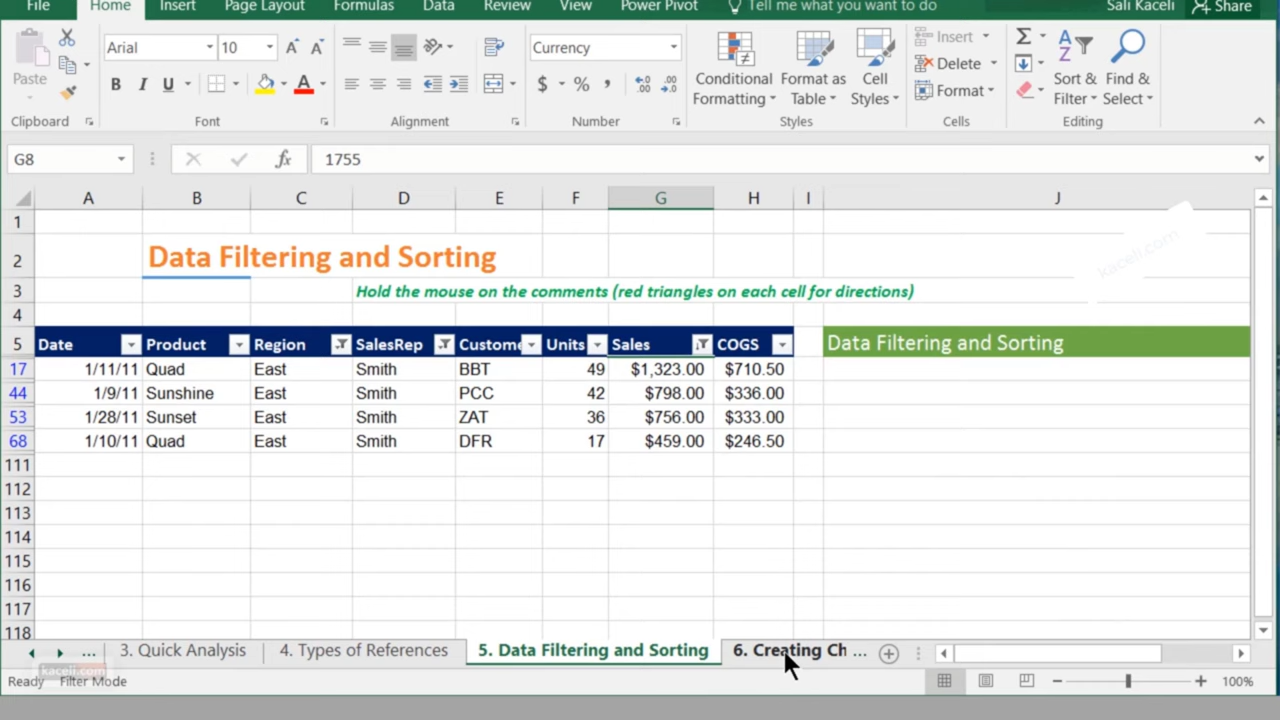 File Home Insert Page Layout Formulas Data Review View Power Pivot Tell me what you want to do Sali Kaceli Share
Arial 10 Currency Insert
Paste Conditional Formatting Format as Table Cell Styles Delete Sort & Filter Find & Select
B I U $ % , Format
Clipboard Font Alignment Number Styles Cells Editing
G8 fx 1755
A B C D E F G H I J
1
2 Data Filtering and Sorting kaceli.com
3 Hold the mouse on the comments (red triangles on each cell for directions)
4
5 Date Product Region SalesRep Custome Units Sales COGS Data Filtering and Sorting
17 1/11/11 Quad East Smith BBT 49 $1,323.00 $710.50
44 1/9/11 Sunshine East Smith PCC 42 $798.00 $336.00
53 1/28/11 Sunset East Smith ZAT 36 $756.00 $333.00
68 1/10/11 Quad East Smith DFR 17 $459.00 $246.50
111
112
113
114
115
116
117
118
... 3. Quick Analysis 4. Types of References 5. Data Filtering and Sorting 6. Creating Ch ...
kaceli.com
Ready Filter Mode 100%